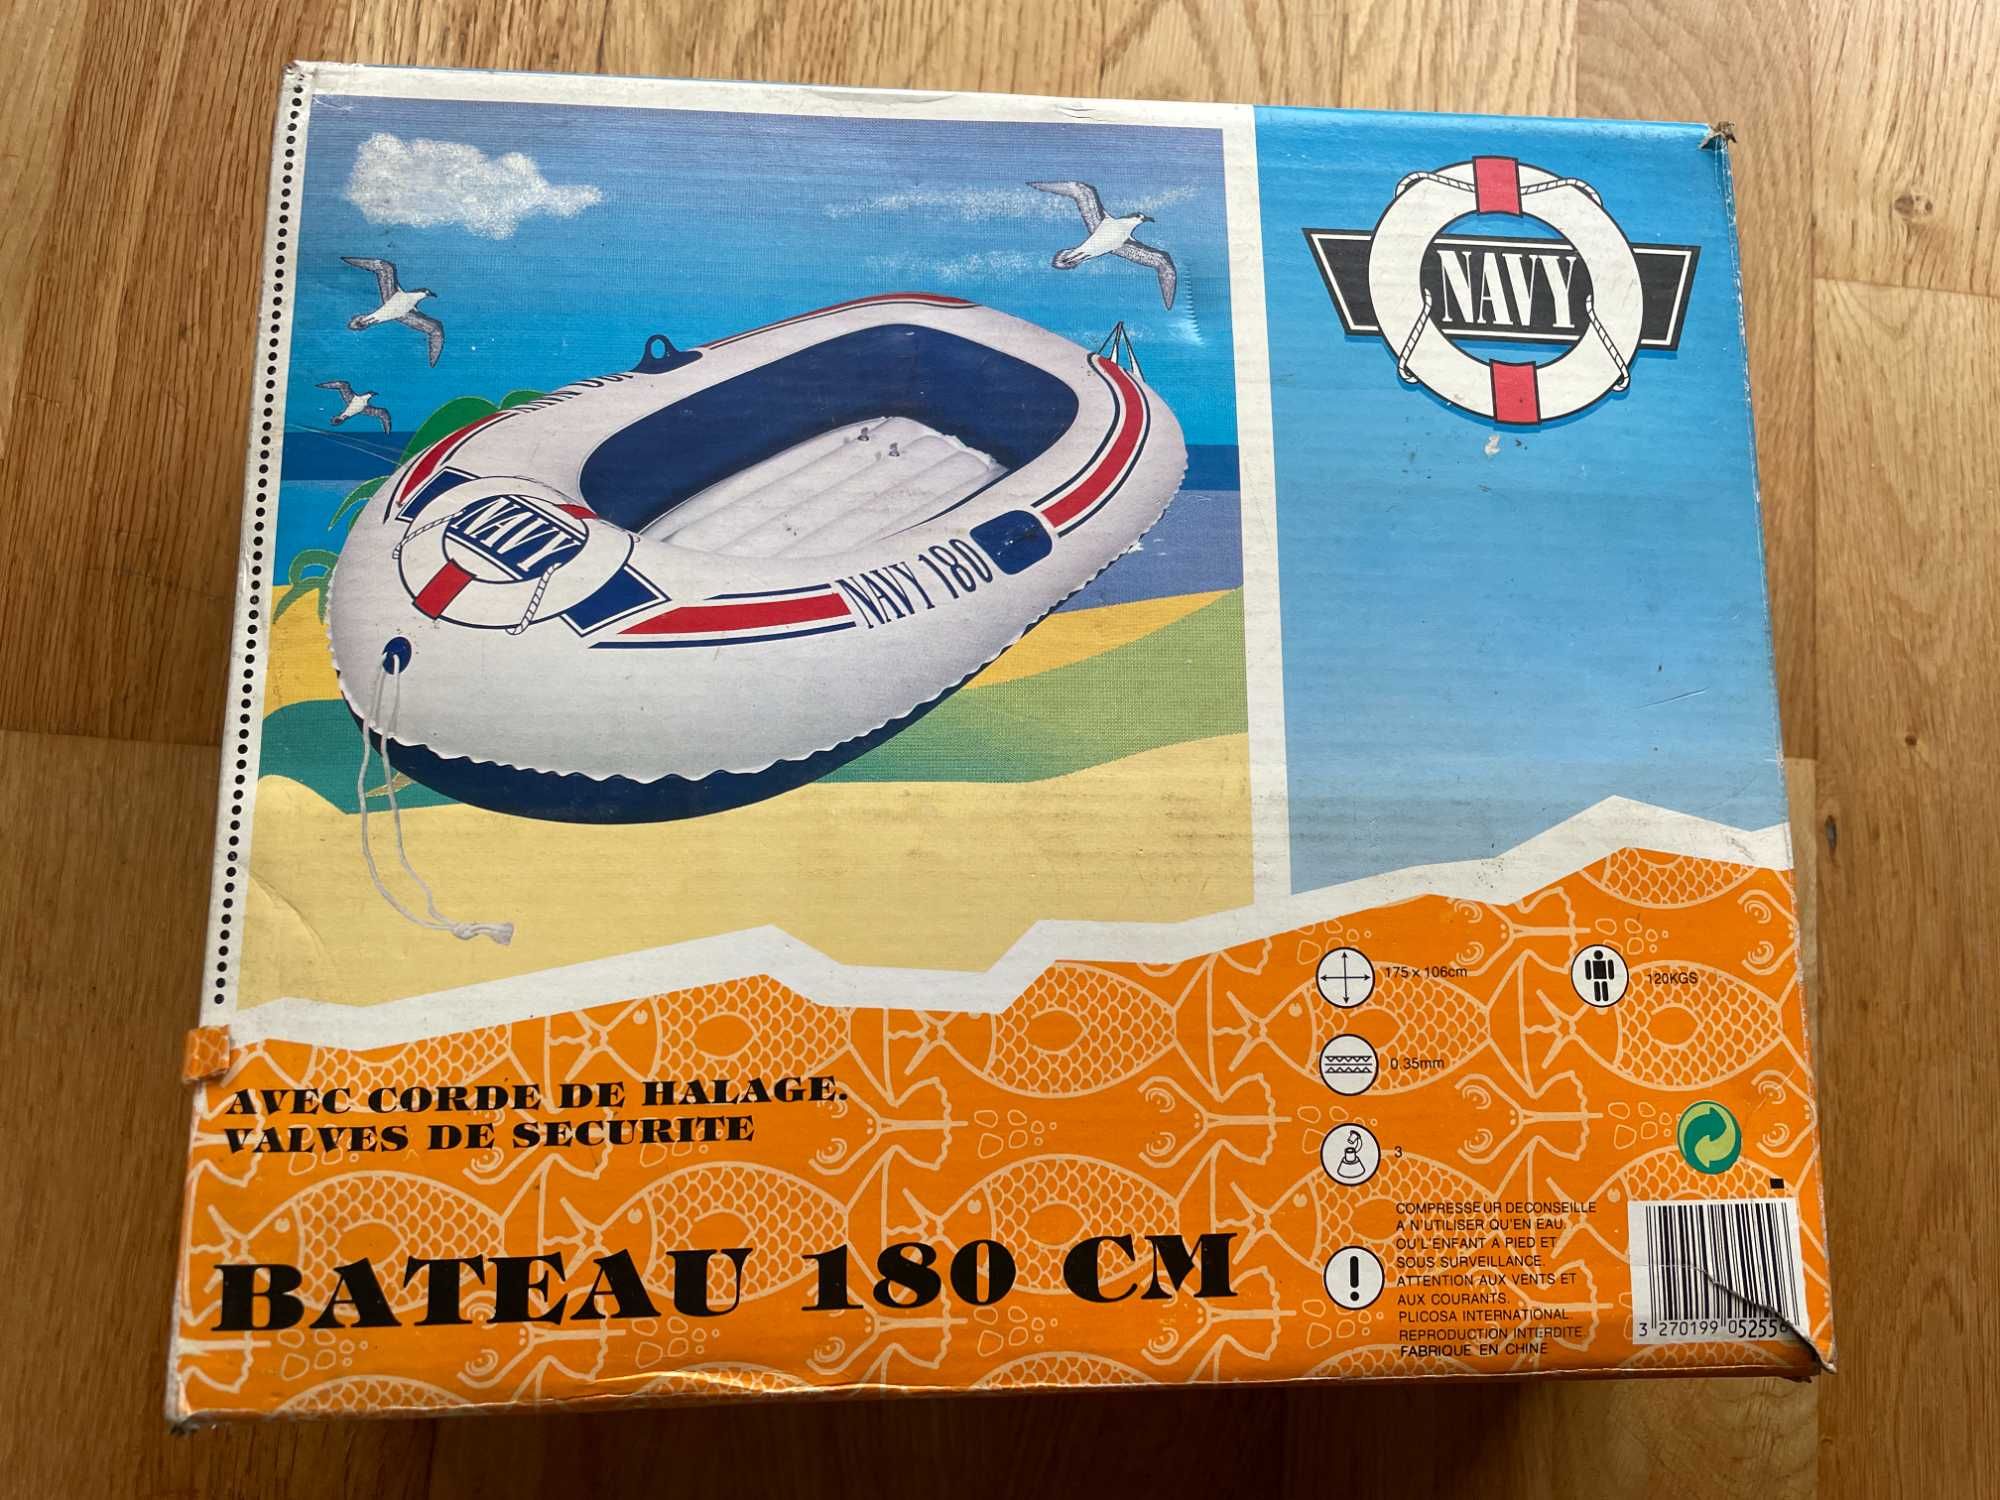 NAVY
NAVY
NAVY 180
175 x 106cm
120KGS
0.35mm
3
AVEC CORDE DE HALAGE.
VALVES DE SECURITE
BATEAU 180 CM
COMPRESSEUR DECONSEILLE
A N'UTILISER QU'EN EAU.
OU L'ENFANT A PIED ET
SOUS SURVEILLANCE.
ATTENTION AUX VENTS ET
AUX COURANTS.
PLICOSA INTERNATIONAL.
REPRODUCTION INTERDITE
FABRIQUE EN CHINE
3 270199 052556